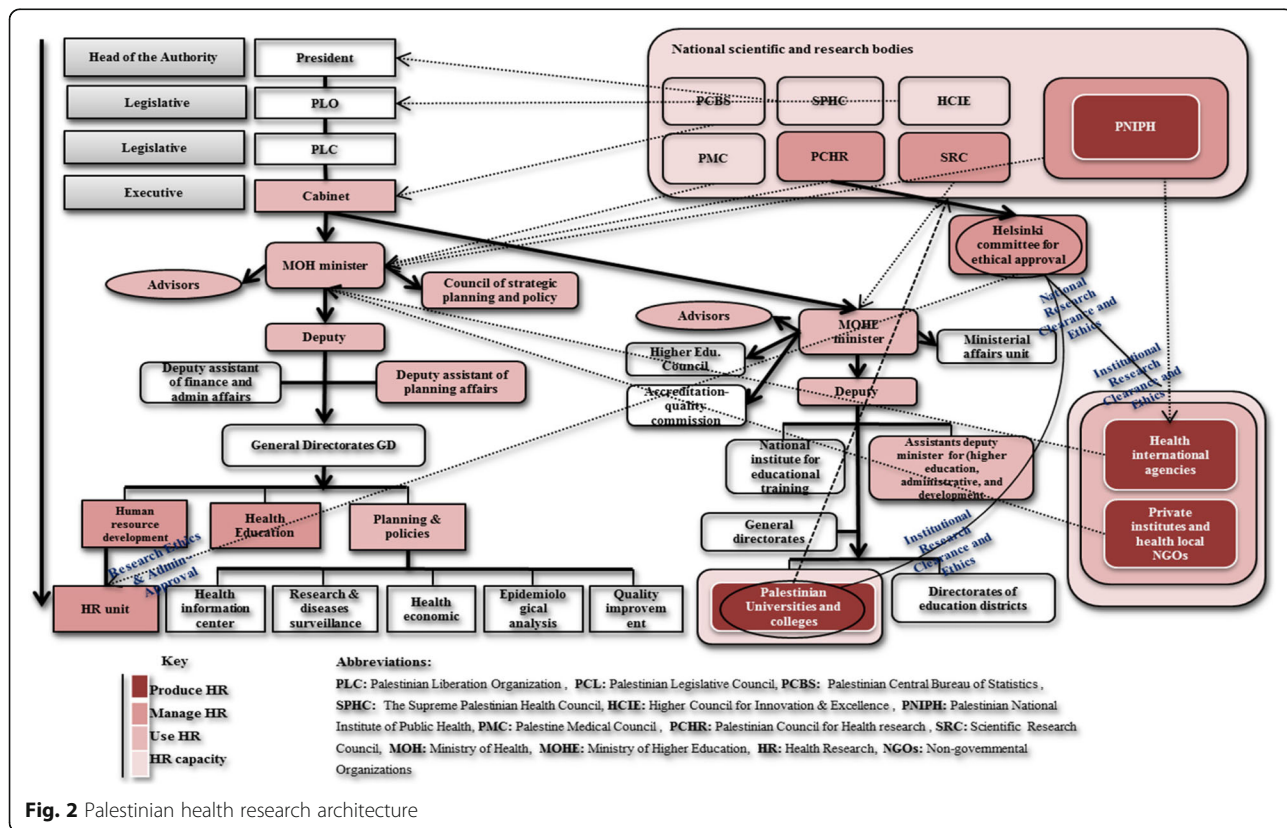 Head of the Authority
President
Legislative
PLO
Legislative
PLC
Executive
Cabinet
National scientific and research bodies
PCBS
SPHC
HCIE
PNIPH
PMC
PCHR
SRC
Helsinki
committee for
ethical approval
MOH minister
Advisors
Council of strategic
planning and policy
Deputy
Deputy assistant
of finance and
admin affairs
Deputy assistant of
planning affairs
General Directorates GD
Human
resource
development
Health
Education
Planning &
policies
Research Ethics
& Admin-
Approval
HR unit
Health
information
center
Research &
diseases
surveillance
Health
economic
Epidemiolo
gical
analysis
Quality
improvem
ent
Advisors
MOHE
minister
Ministerial
affairs unit
Higher Edu.
Council
Accreditation-
quality
commission
Deputy
National
institute for
educational
training
Assistants deputy
minister for (higher
education,
administrative, and
development
General
directorates
Institutional
Research
Clearance and
Ethics
Palestinian
Universities and
colleges
Directorates of
education districts
National
Research
Clearance and
Ethics
Institutional
Research
Clearance and
Ethics
Health
international
agencies
Private
institutes and
health local
NGOs
Key
Produce HR
Manage HR
Use HR
HR capacity
Abbreviations:
PLC: Palestinian Liberation Organization , PCL: Palestinian Legislative Council, PCBS: Palestinian Central Bureau of Statistics ,
SPHC: The Supreme Palestinian Health Council, HCIE: Higher Council for Innovation & Excellence , PNIPH: Palestinian National
Institute of Public Health, PMC: Palestine Medical Council , PCHR: Palestinian Council for Health research , SRC: Scientific Research
Council, MOH: Ministry of Health, MOHE: Ministry of Higher Education, HR: Health Research, NGOs: Non-governmental
Organizations
Fig. 2 Palestinian health research architecture